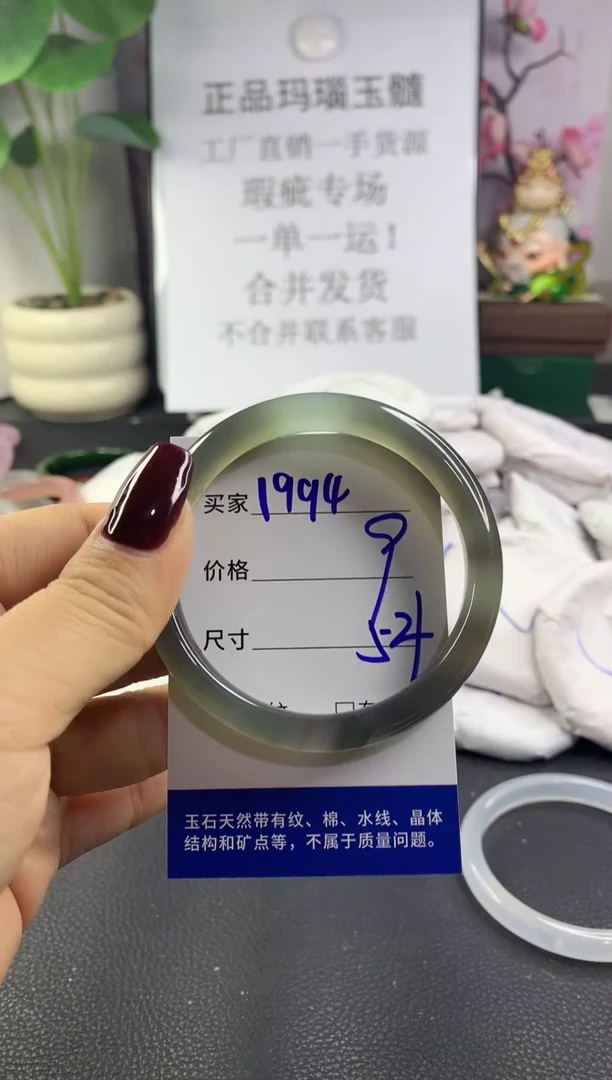 正品玛瑙玉髓
工厂直销一手货源
瑕疵专场
一单一运！
合并发货
不合并联系客服
买家 1994
价格
尺寸
玉石天然带有纹、棉、水线、晶体
结构和矿点等，不属于质量问题。